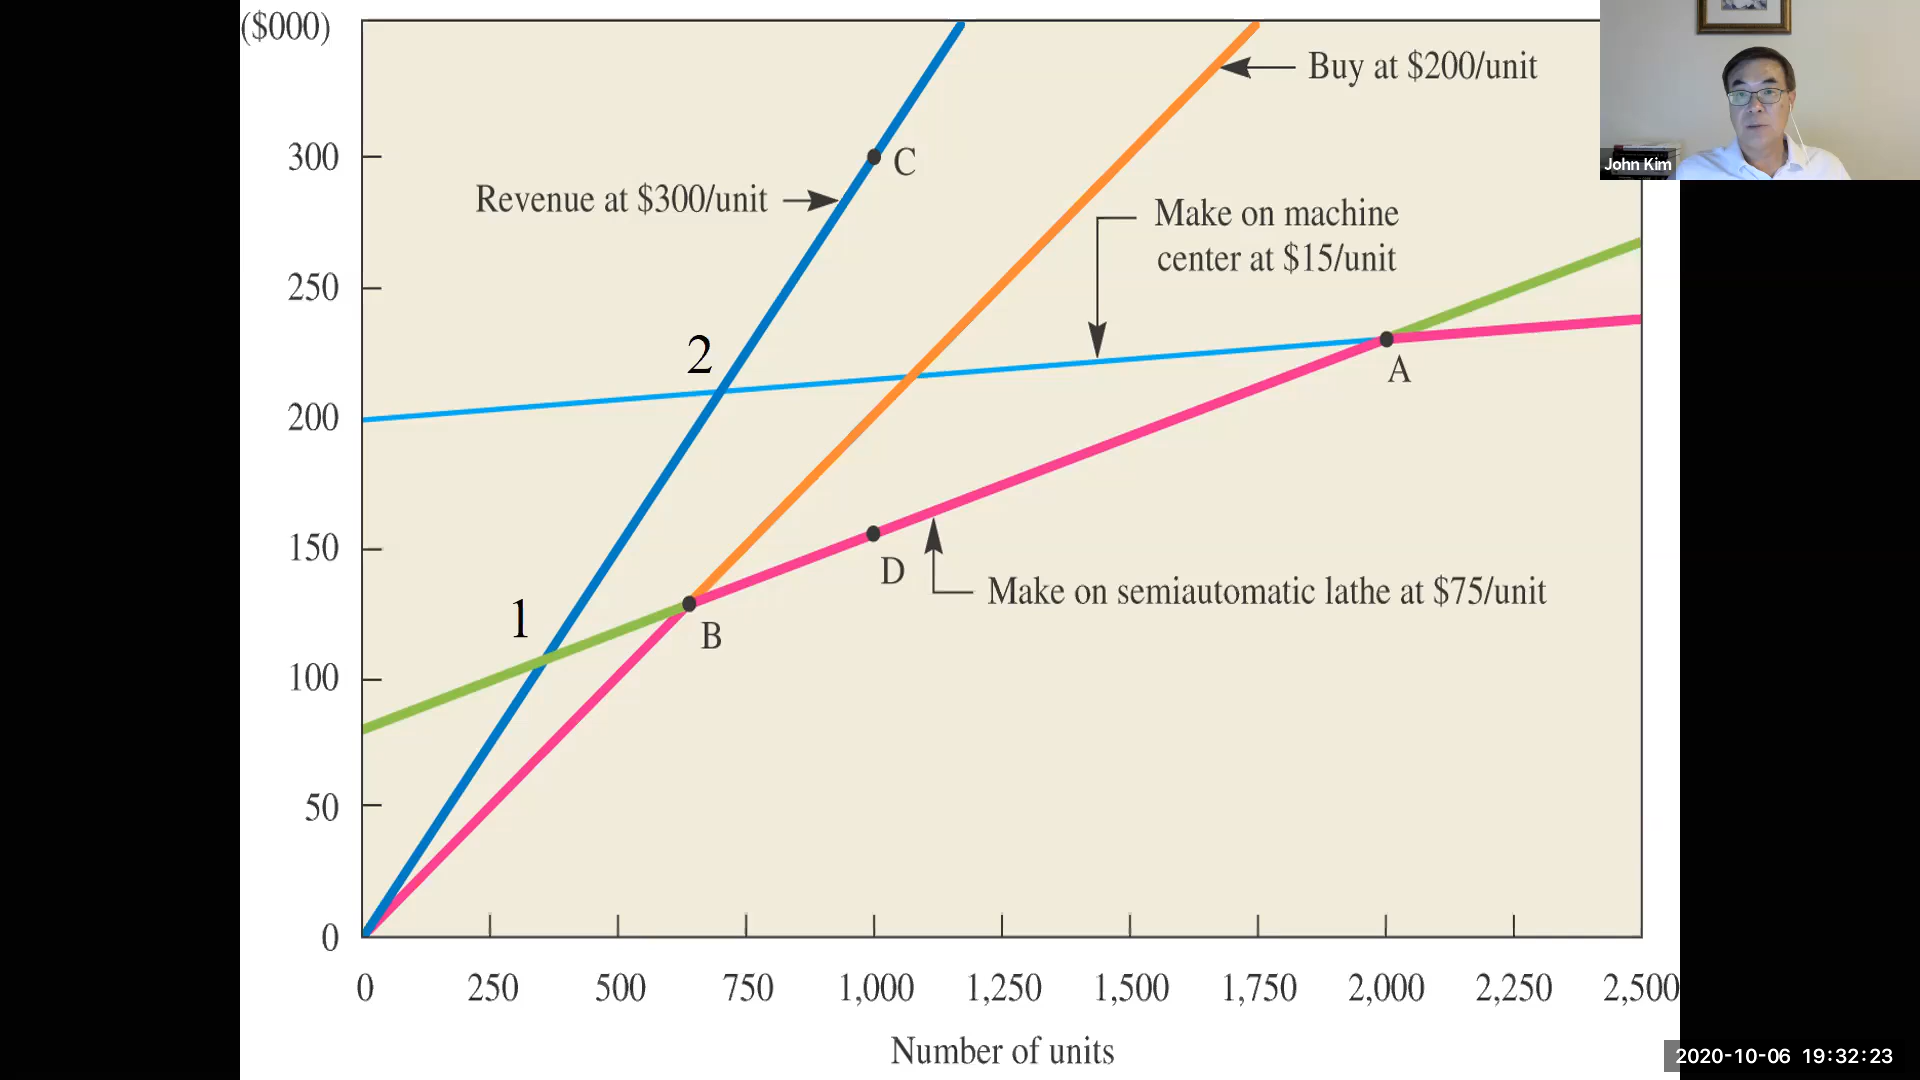 ($000)
Buy at $200/unit
John Kim
300
C
Revenue at $300/unit
Make on machine
center at $15/unit
250
2
A
200
150
D
Make on semiautomatic lathe at $75/unit
1
B
100
50
0
0 250 500 750 1,000 1,250 1,500 1,750 2,000 2,250 2,500
Number of units
2020-10-06 19:32:23